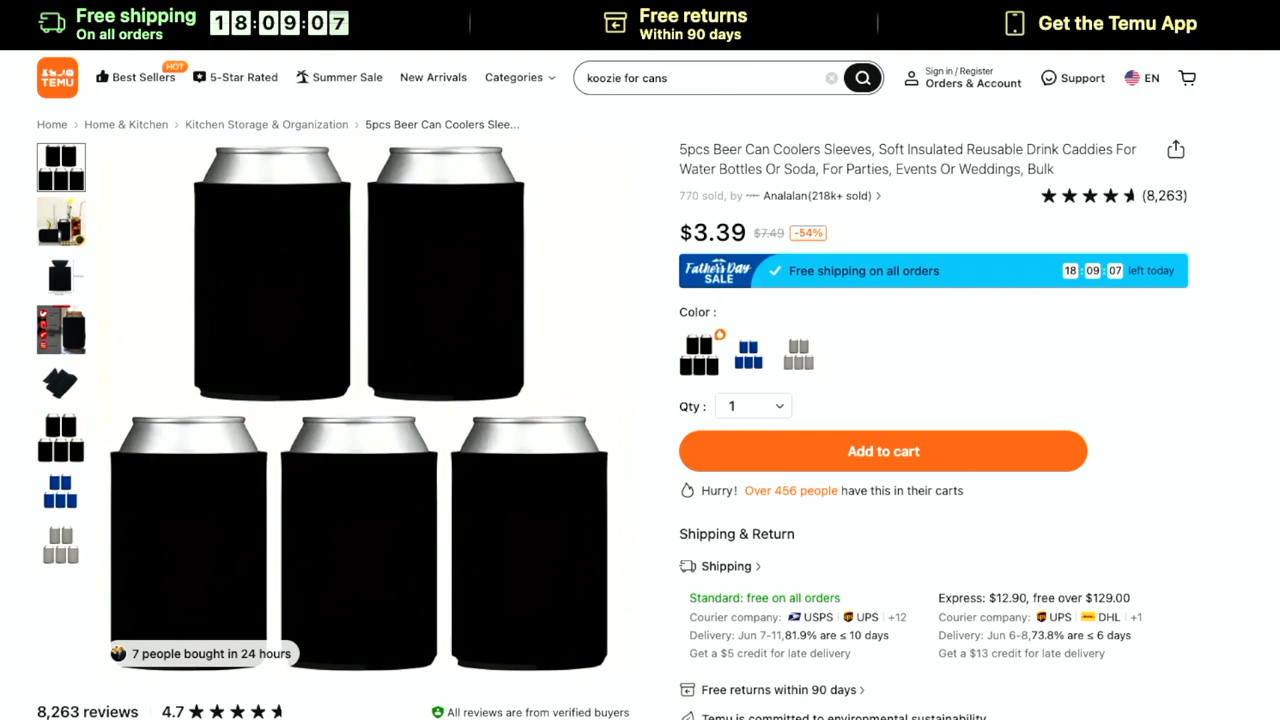 Free shipping
On all orders
18:09:07
Free returns
Within 90 days
Get the Temu App
TEMU
Best Sellers
HOT
5-Star Rated
Summer Sale
New Arrivals
Categories
koozie for cans
Sign in / Register
Orders & Account
Support
EN
Home > Home & Kitchen > Kitchen Storage & Organization > 5pcs Beer Can Coolers Slee...
5pcs Beer Can Coolers Sleeves, Soft Insulated Reusable Drink Caddies For
Water Bottles Or Soda, For Parties, Events Or Weddings, Bulk
770 sold, by Analalan(218k+ sold) >
(8,263)
$3.39 $7.49 -54%
Father's Day
SALE
Free shipping on all orders
18:09:07 left today
Color :
Qty : 1
Add to cart
Hurry! Over 456 people have this in their carts
Shipping & Return
Shipping >
Standard: free on all orders
Courier company: USPS | UPS | +12
Delivery: Jun 7-11,81.9% are ≤ 10 days
Get a $5 credit for late delivery
Express: $12.90, free over $129.00
Courier company: UPS | DHL | +1
Delivery: Jun 6-8,73.8% are ≤ 6 days
Get a $13 credit for late delivery
Free returns within 90 days >
Temu is committed to environmental sustainability
7 people bought in 24 hours
8,263 reviews
4.7
All reviews are from verified buyers